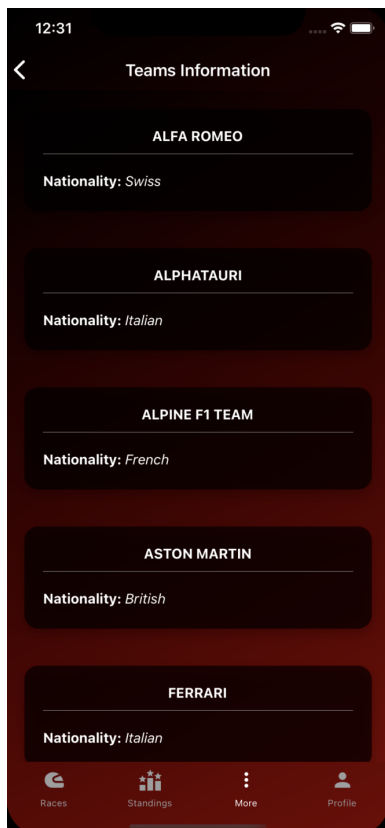 12:31
Teams Information
ALFA ROMEO
Nationality: Swiss
ALPHATAURI
Nationality: Italian
ALPINE F1 TEAM
Nationality: French
ASTON MARTIN
Nationality: British
FERRARI
Nationality: Italian
Races Standings More Profile